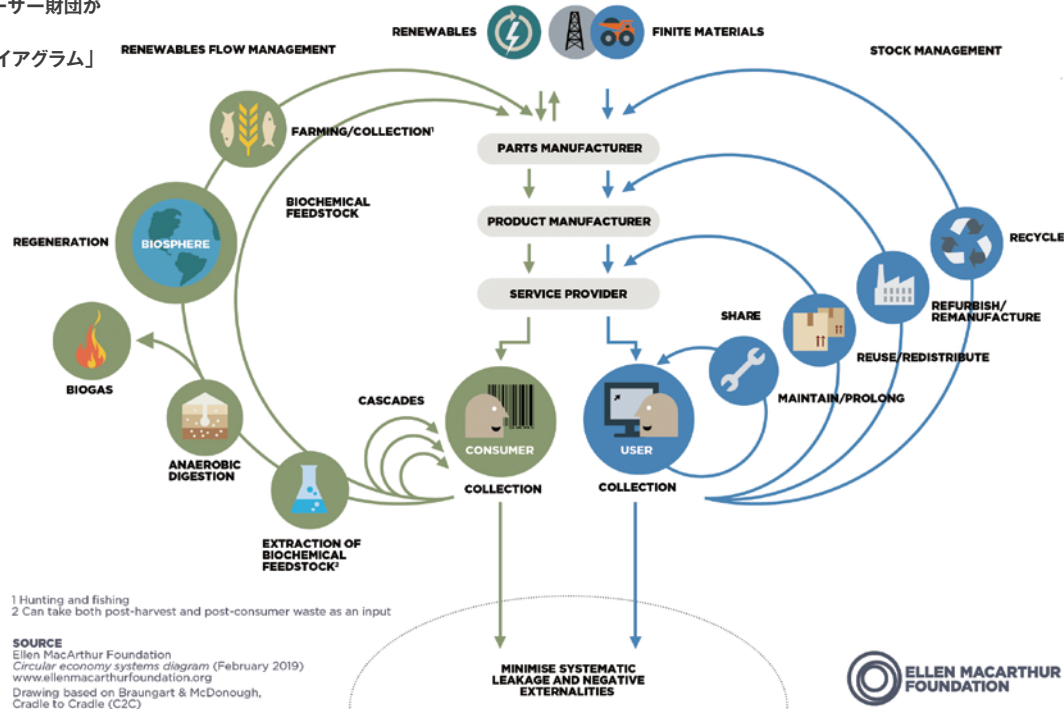 ーサー財団が
イアグラム」
RENEWABLES FLOW MANAGEMENT
RENEWABLES
FINITE MATERIALS
STOCK MANAGEMENT
FARMING/COLLECTION¹
PARTS MANUFACTURER
BIOCHEMICAL
FEEDSTOCK
PRODUCT MANUFACTURER
REGENERATION
BIOSPHERE
RECYCLE
SERVICE PROVIDER
SHARE
REFURBISH/
REMANUFACTURE
REUSE/REDISTRIBUTE
BIOGAS
CASCADES
MAINTAIN/PROLONG
CONSUMER
USER
ANAEROBIC
DIGESTION
COLLECTION
COLLECTION
EXTRACTION OF
BIOCHEMICAL
FEEDSTOCK²
1 Hunting and fishing
2 Can take both post-harvest and post-consumer waste as an input
SOURCE
Ellen MacArthur Foundation
Circular economy systems diagram (February 2019)
www.ellenmacarthurfoundation.org
Drawing based on Braungart & McDonough,
Cradle to Cradle (C2C)
MINIMISE SYSTEMATIC
LEAKAGE AND NEGATIVE
EXTERNALITIES
ELLEN MACARTHUR
FOUNDATION